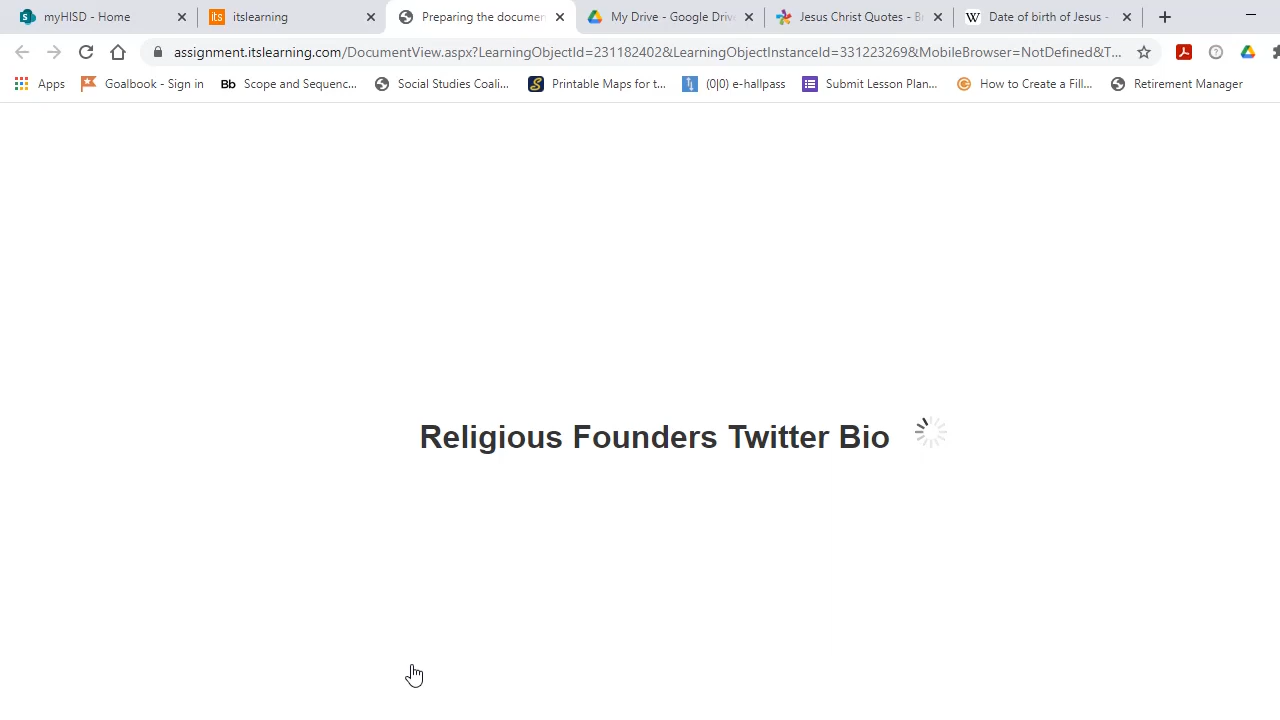 myHISD - Home
itslearning
Preparing the documen
My Drive - Google Driv
Jesus Christ Quotes - B
Date of birth of Jesus -
assignment.itslearning.com/DocumentView.aspx?LearningObjectId=231182402&LearningObjectInstanceId=331223269&MobileBrowser=NotDefined&T...
Apps
Goalbook - Sign in
Bb Scope and Sequenc...
Social Studies Coali...
Printable Maps for t...
(0|0) e-hallpass
Submit Lesson Plan...
How to Create a Fill...
Retirement Manager
Religious Founders Twitter Bio